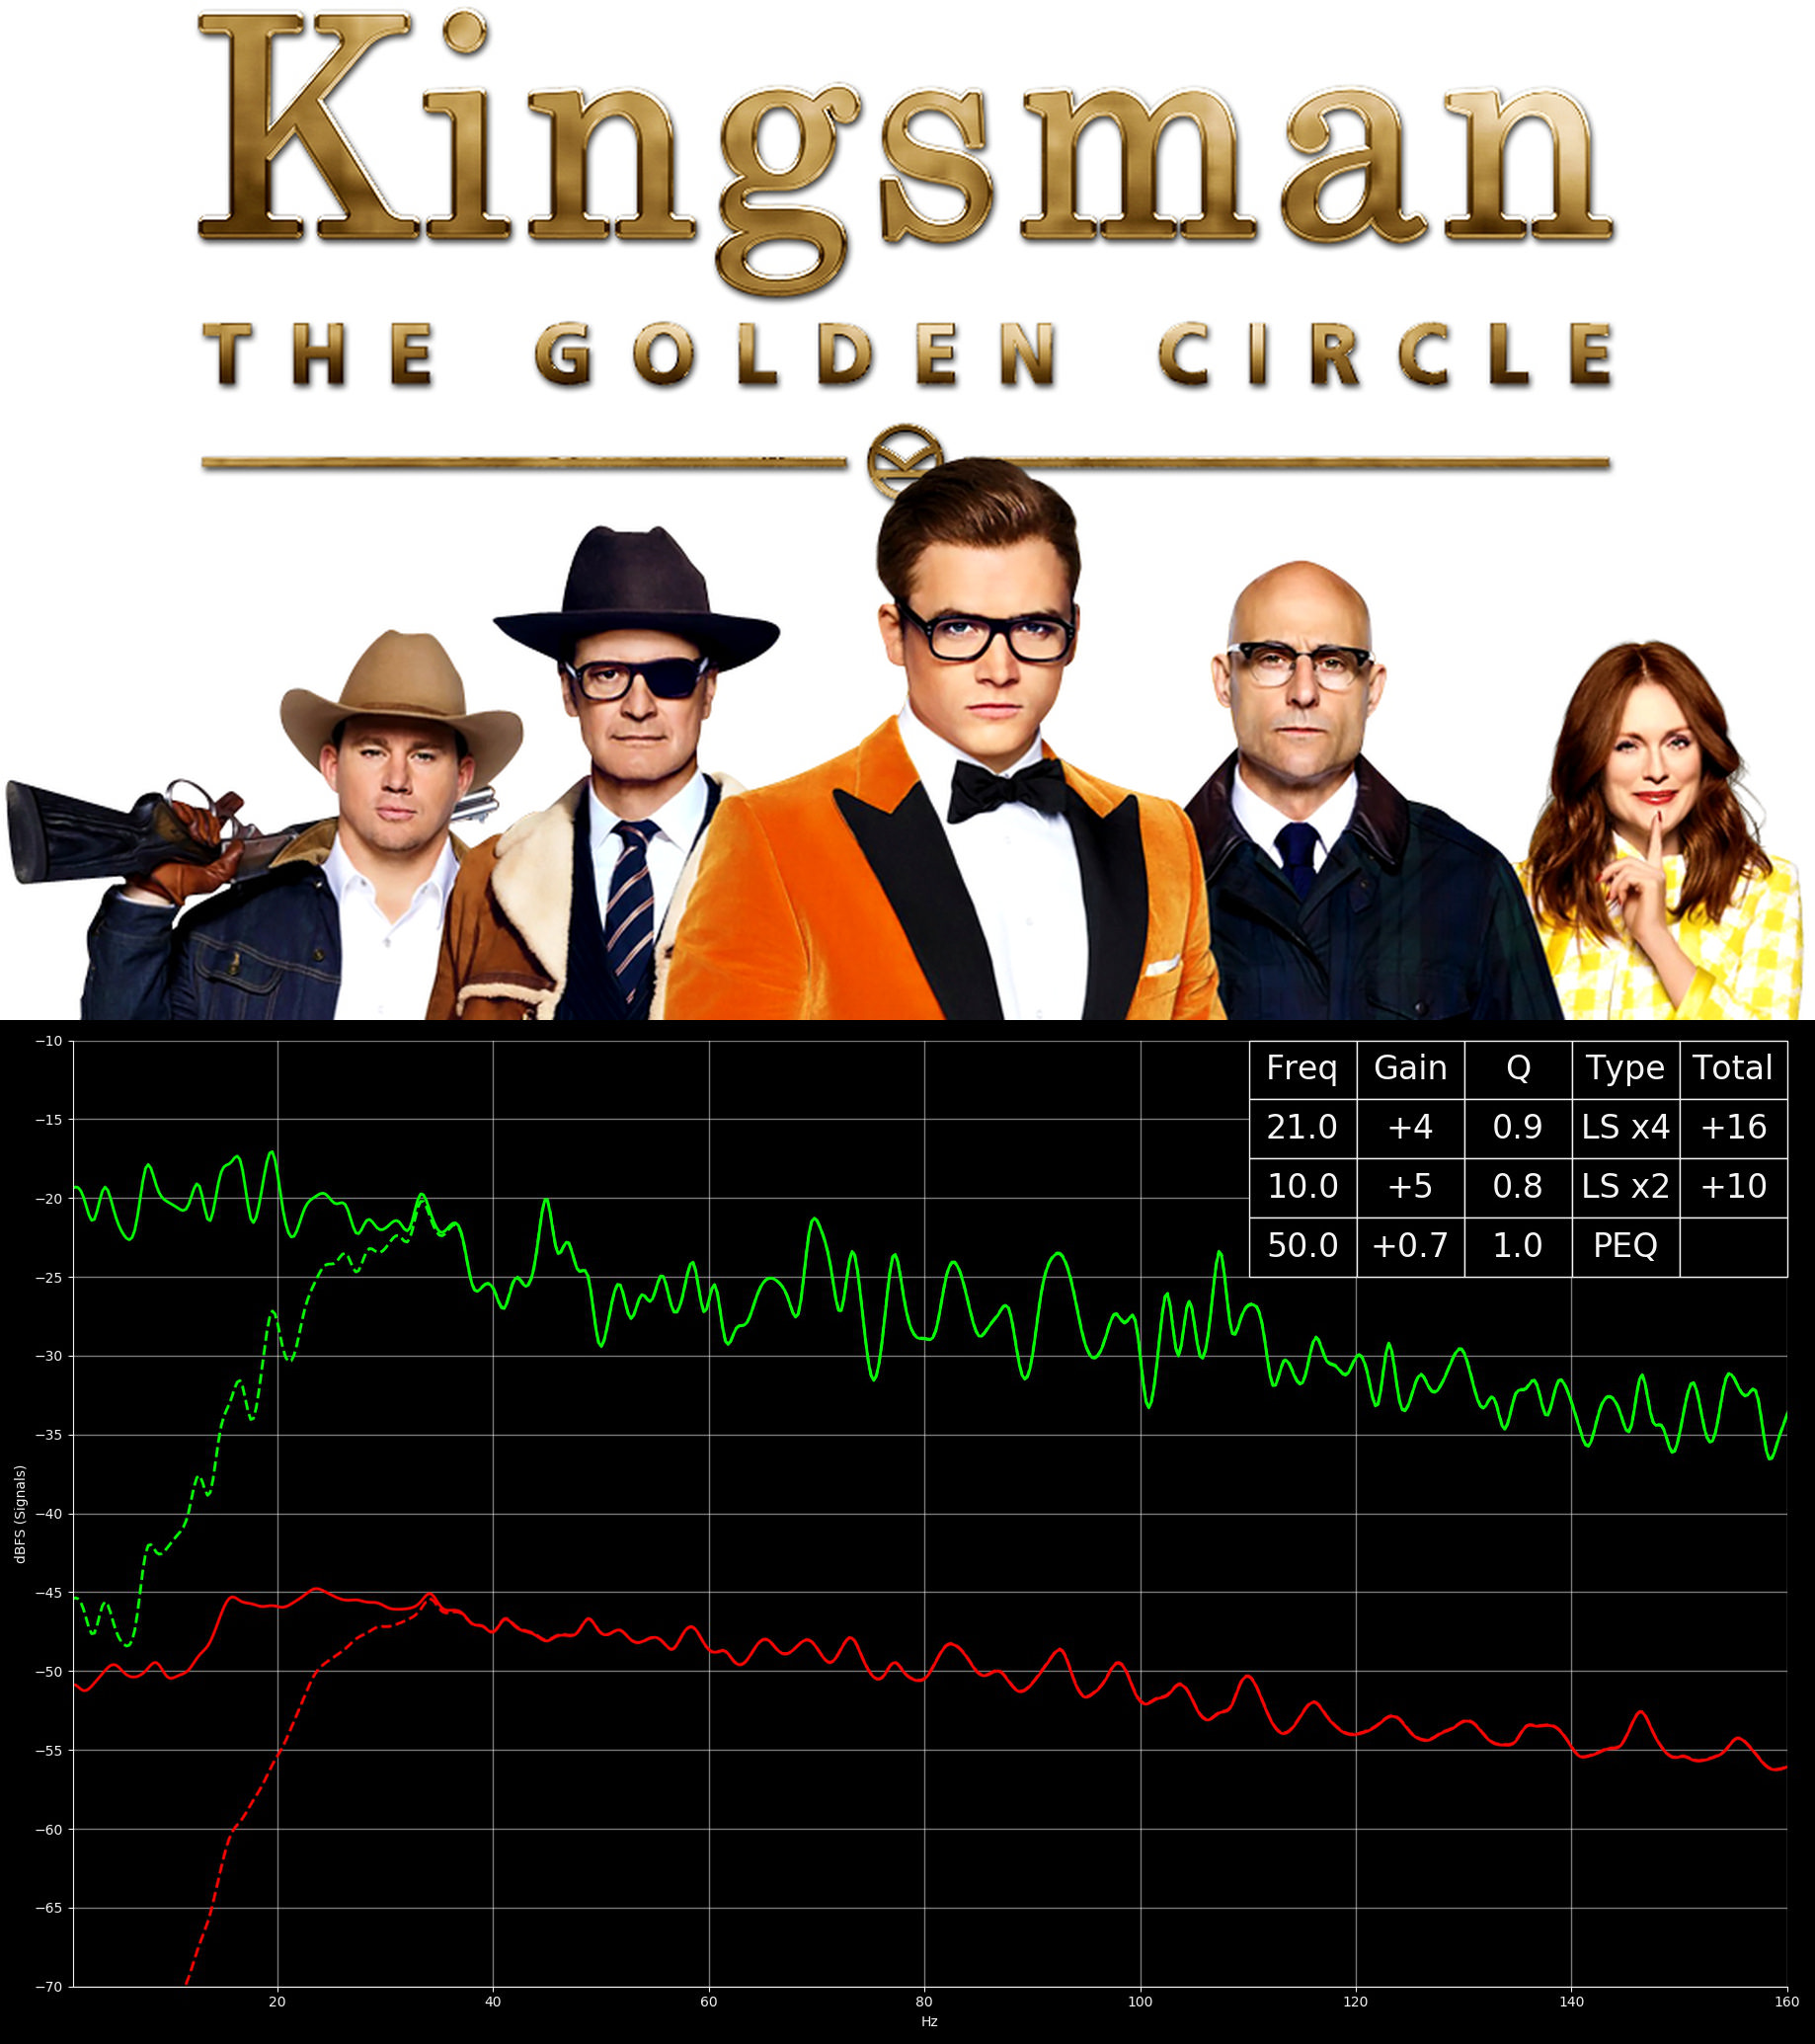 Kingsman
THE GOLDEN CIRCLE
Freq Gain Q Type Total
21.0 +4 0.9 LS x4 +16
10.0 +5 0.8 LS x2 +10
50.0 +0.7 1.0 PEQ
−10
−15
−20
−25
−30
−35
−40
−45
−50
−55
−60
−65
−70
dBFS (Signals)
20 40 60 80 100 120 140 160
Hz